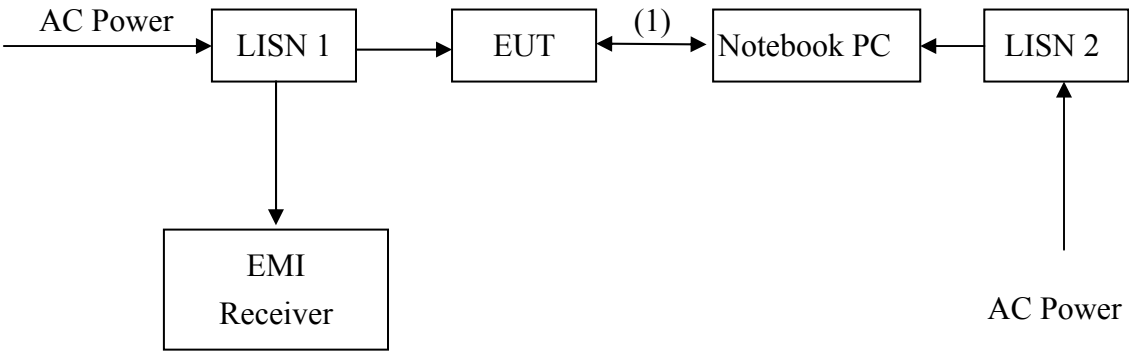 AC Power
LISN 1
EUT
(1)
Notebook PC
LISN 2
EMI
Receiver
AC Power